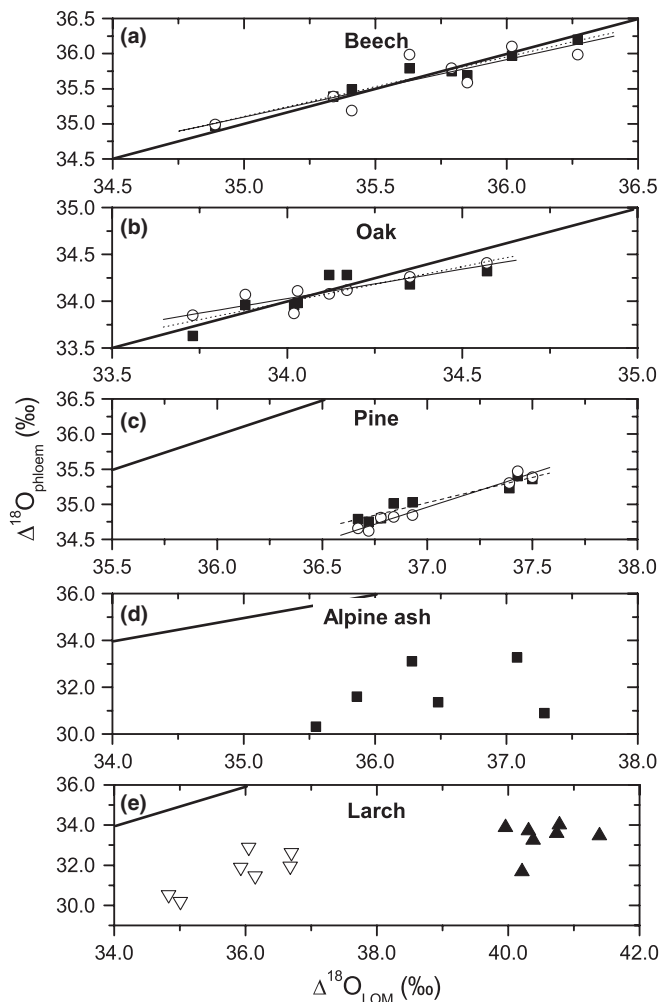 (a) Beech
36.5
36.0
35.5
35.0
34.5
34.5 35.0 35.5 36.0 36.5
(b) Oak
35.0
34.5
34.0
33.5
33.5 34.0 34.5 35.0
(c) Pine
36.5
36.0
35.5
35.0
34.5
35.5 36.0 36.5 37.0 37.5 38.0
(d) Alpine ash
36.0
34.0
32.0
30.0
34.0 35.0 36.0 37.0 38.0
(e) Larch
36.0
34.0
32.0
30.0
34.0 36.0 38.0 40.0 42.0
Δ¹⁸O_phloem (‰)
Δ¹⁸O_LOM (‰)